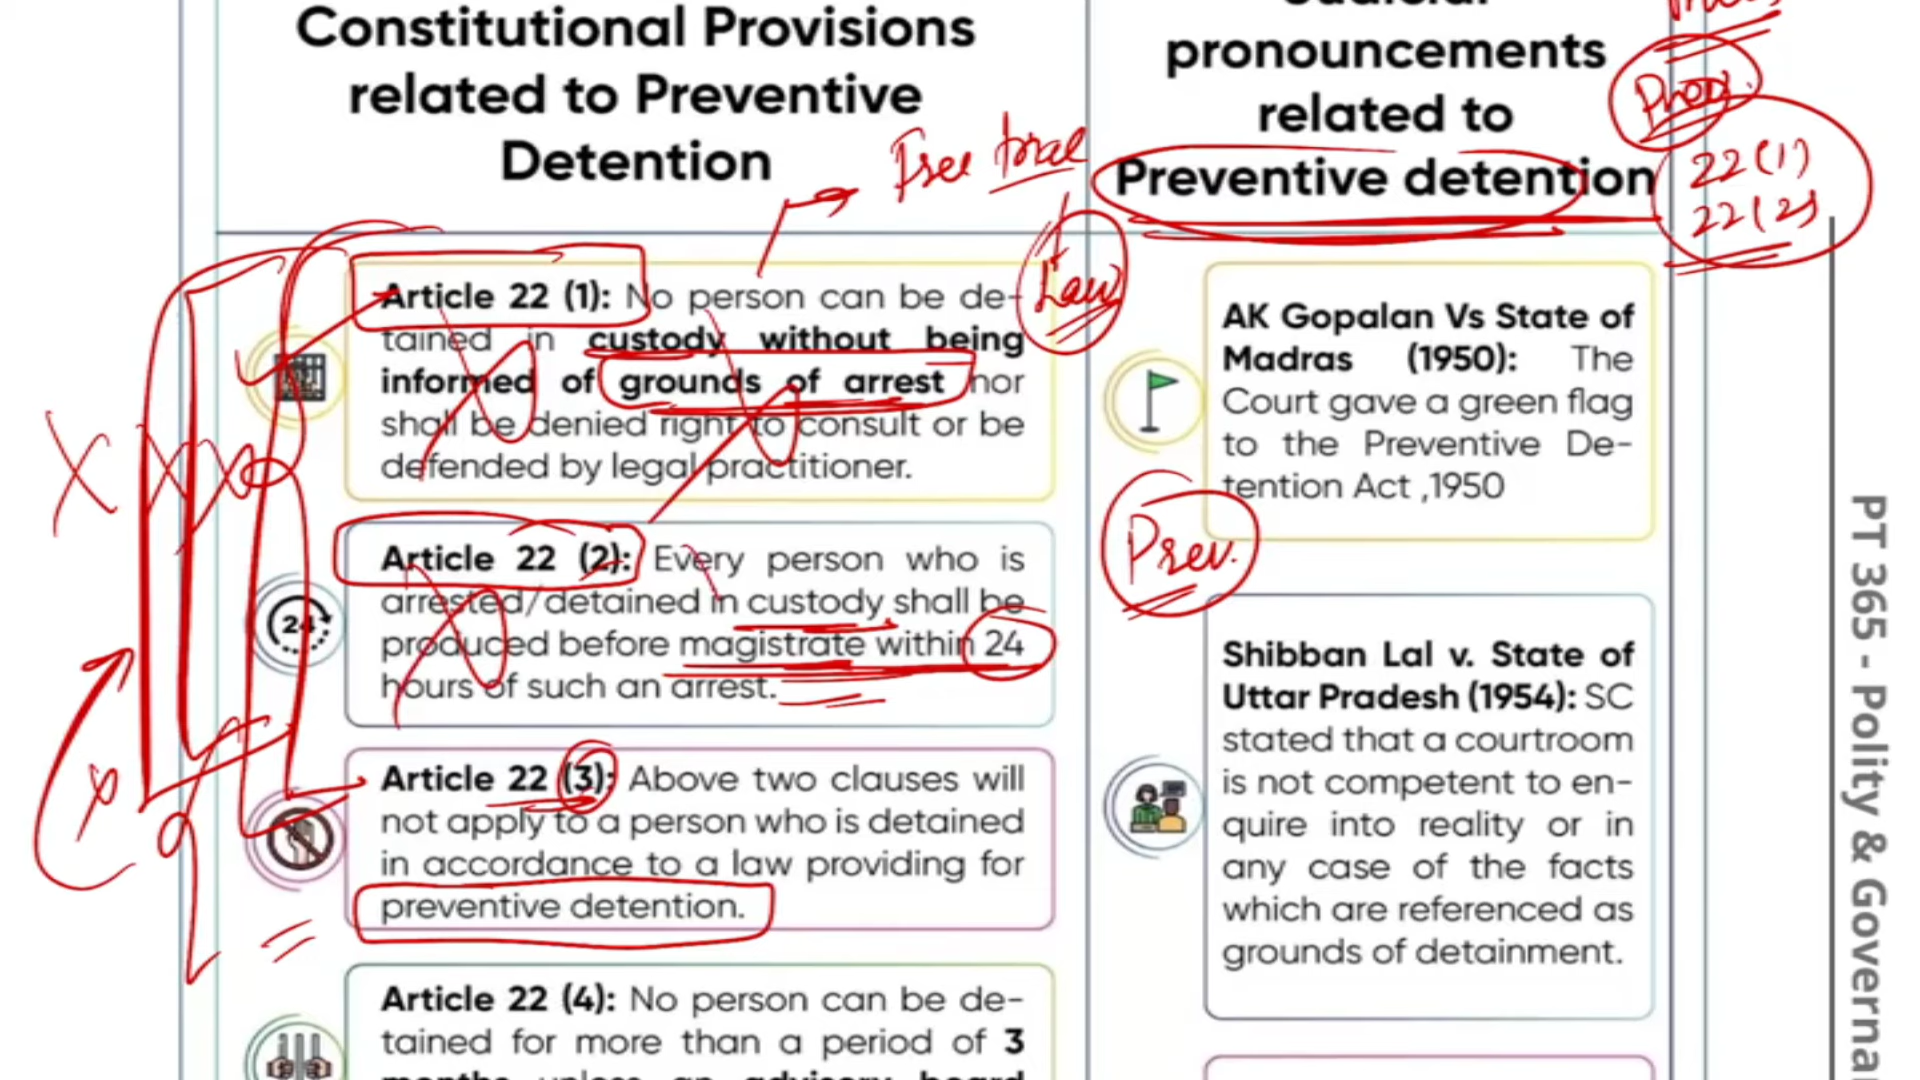 Constitutional Provisions
related to Preventive
Detention
Free trial
Law
Article 22 (1): No person can be de-
tained in custody without being
informed of grounds of arrest nor
shall be denied right to consult or be
defended by legal practitioner.
Article 22 (2): Every person who is
arrested/detained in custody shall be
produced before magistrate within 24
hours of such an arrest.
24
Article 22 (3): Above two clauses will
not apply to a person who is detained
in accordance to a law providing for
preventive detention.
Article 22 (4): No person can be de-
tained for more than a period of 3
months unless an advisory board
Judicial
pronouncements
related to
Preventive detention
22(1)
22(2)
AK Gopalan Vs State of
Madras (1950): The
Court gave a green flag
to the Preventive De-
tention Act ,1950
Prev.
Shibban Lal v. State of
Uttar Pradesh (1954): SC
stated that a courtroom
is not competent to en-
quire into reality or in
any case of the facts
which are referenced as
grounds of detainment.
PT 365 - Polity & Governa